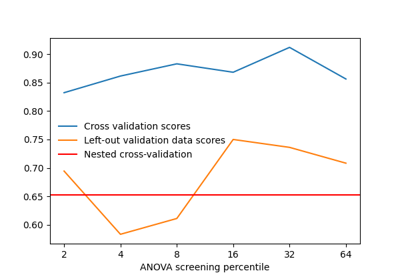 0.90
0.85
0.80
0.75
0.70
0.65
0.60
Cross validation scores
Left-out validation data scores
Nested cross-validation
2 4 8 16 32 64
ANOVA screening percentile